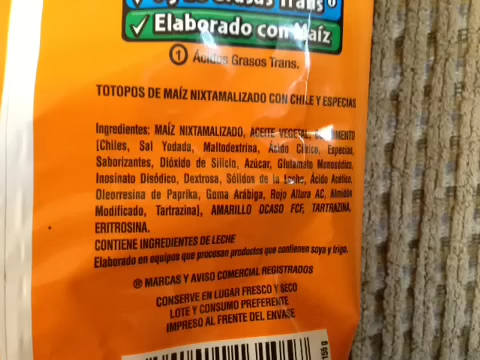 Grasas Trans
Elaborado con Maíz
1 Ácidos Grasos Trans.
TOTOPOS DE MAÍZ NIXTAMALIZADO CON CHILE Y ESPECIAS
Ingredientes: MAÍZ NIXTAMALIZADO, ACEITE VEGETAL,
(Chiles, Sal Yodada, Maltodextrina, Ácido Cítrico, Especias,
Saborizantes, Dióxido de Silicio, Azúcar, Glutamato Monosódico,
Inosinato Disódico, Dextrosa, Sólidos de la Leche, Ácido Acético,
Oleorresina de Paprika, Goma Arábiga, Rojo Allura AC, Almidón
Modificado, Tartrazina), AMARILLO OCASO FCF, TARTRAZINA,
ERITROSINA.
CONTIENE INGREDIENTES DE LECHE
Elaborado en equipos que procesan productos que contienen soya y trigo.
® MARCAS Y AVISO COMERCIAL REGISTRADOS
CONSERVE EN LUGAR FRESCO Y SECO
LOTE Y CONSUMO PREFERENTE
IMPRESO AL FRENTE DEL ENVASE
155 g